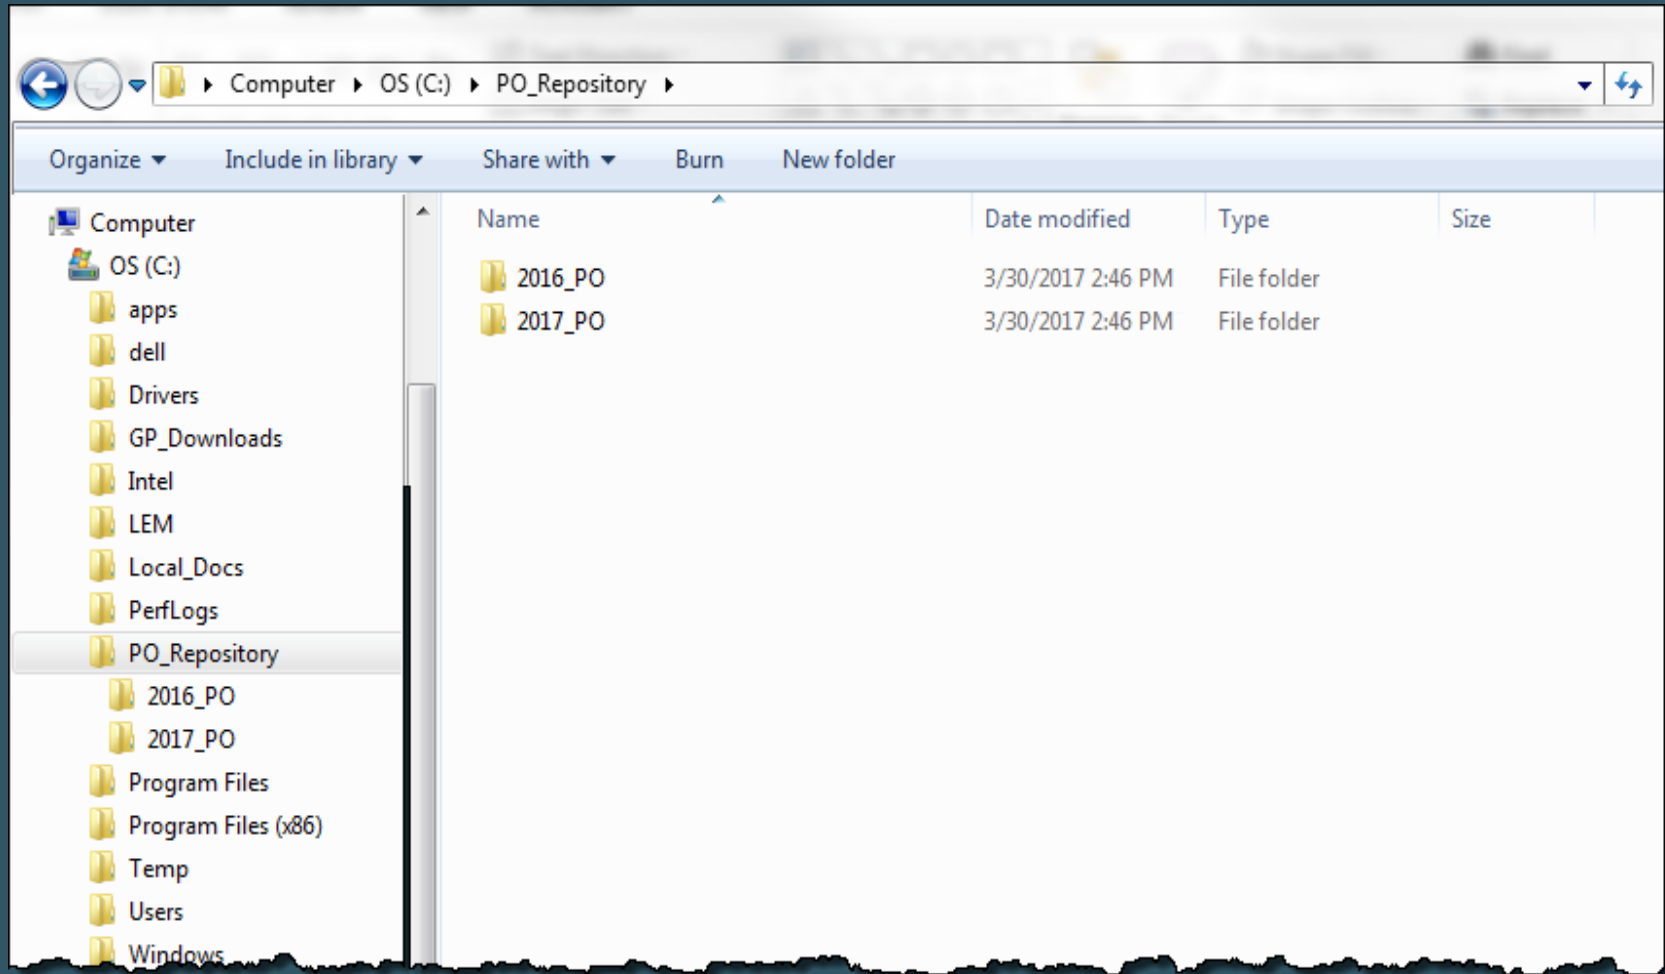 Computer OS (C:) PO_Repository
Organize Include in library Share with Burn New folder
Computer
OS (C:)
apps
dell
Drivers
GP_Downloads
Intel
LEM
Local_Docs
PerfLogs
PO_Repository
2016_PO
2017_PO
Program Files
Program Files (x86)
Temp
Users
Windows
Name Date modified Type Size
2016_PO 3/30/2017 2:46 PM File folder
2017_PO 3/30/2017 2:46 PM File folder